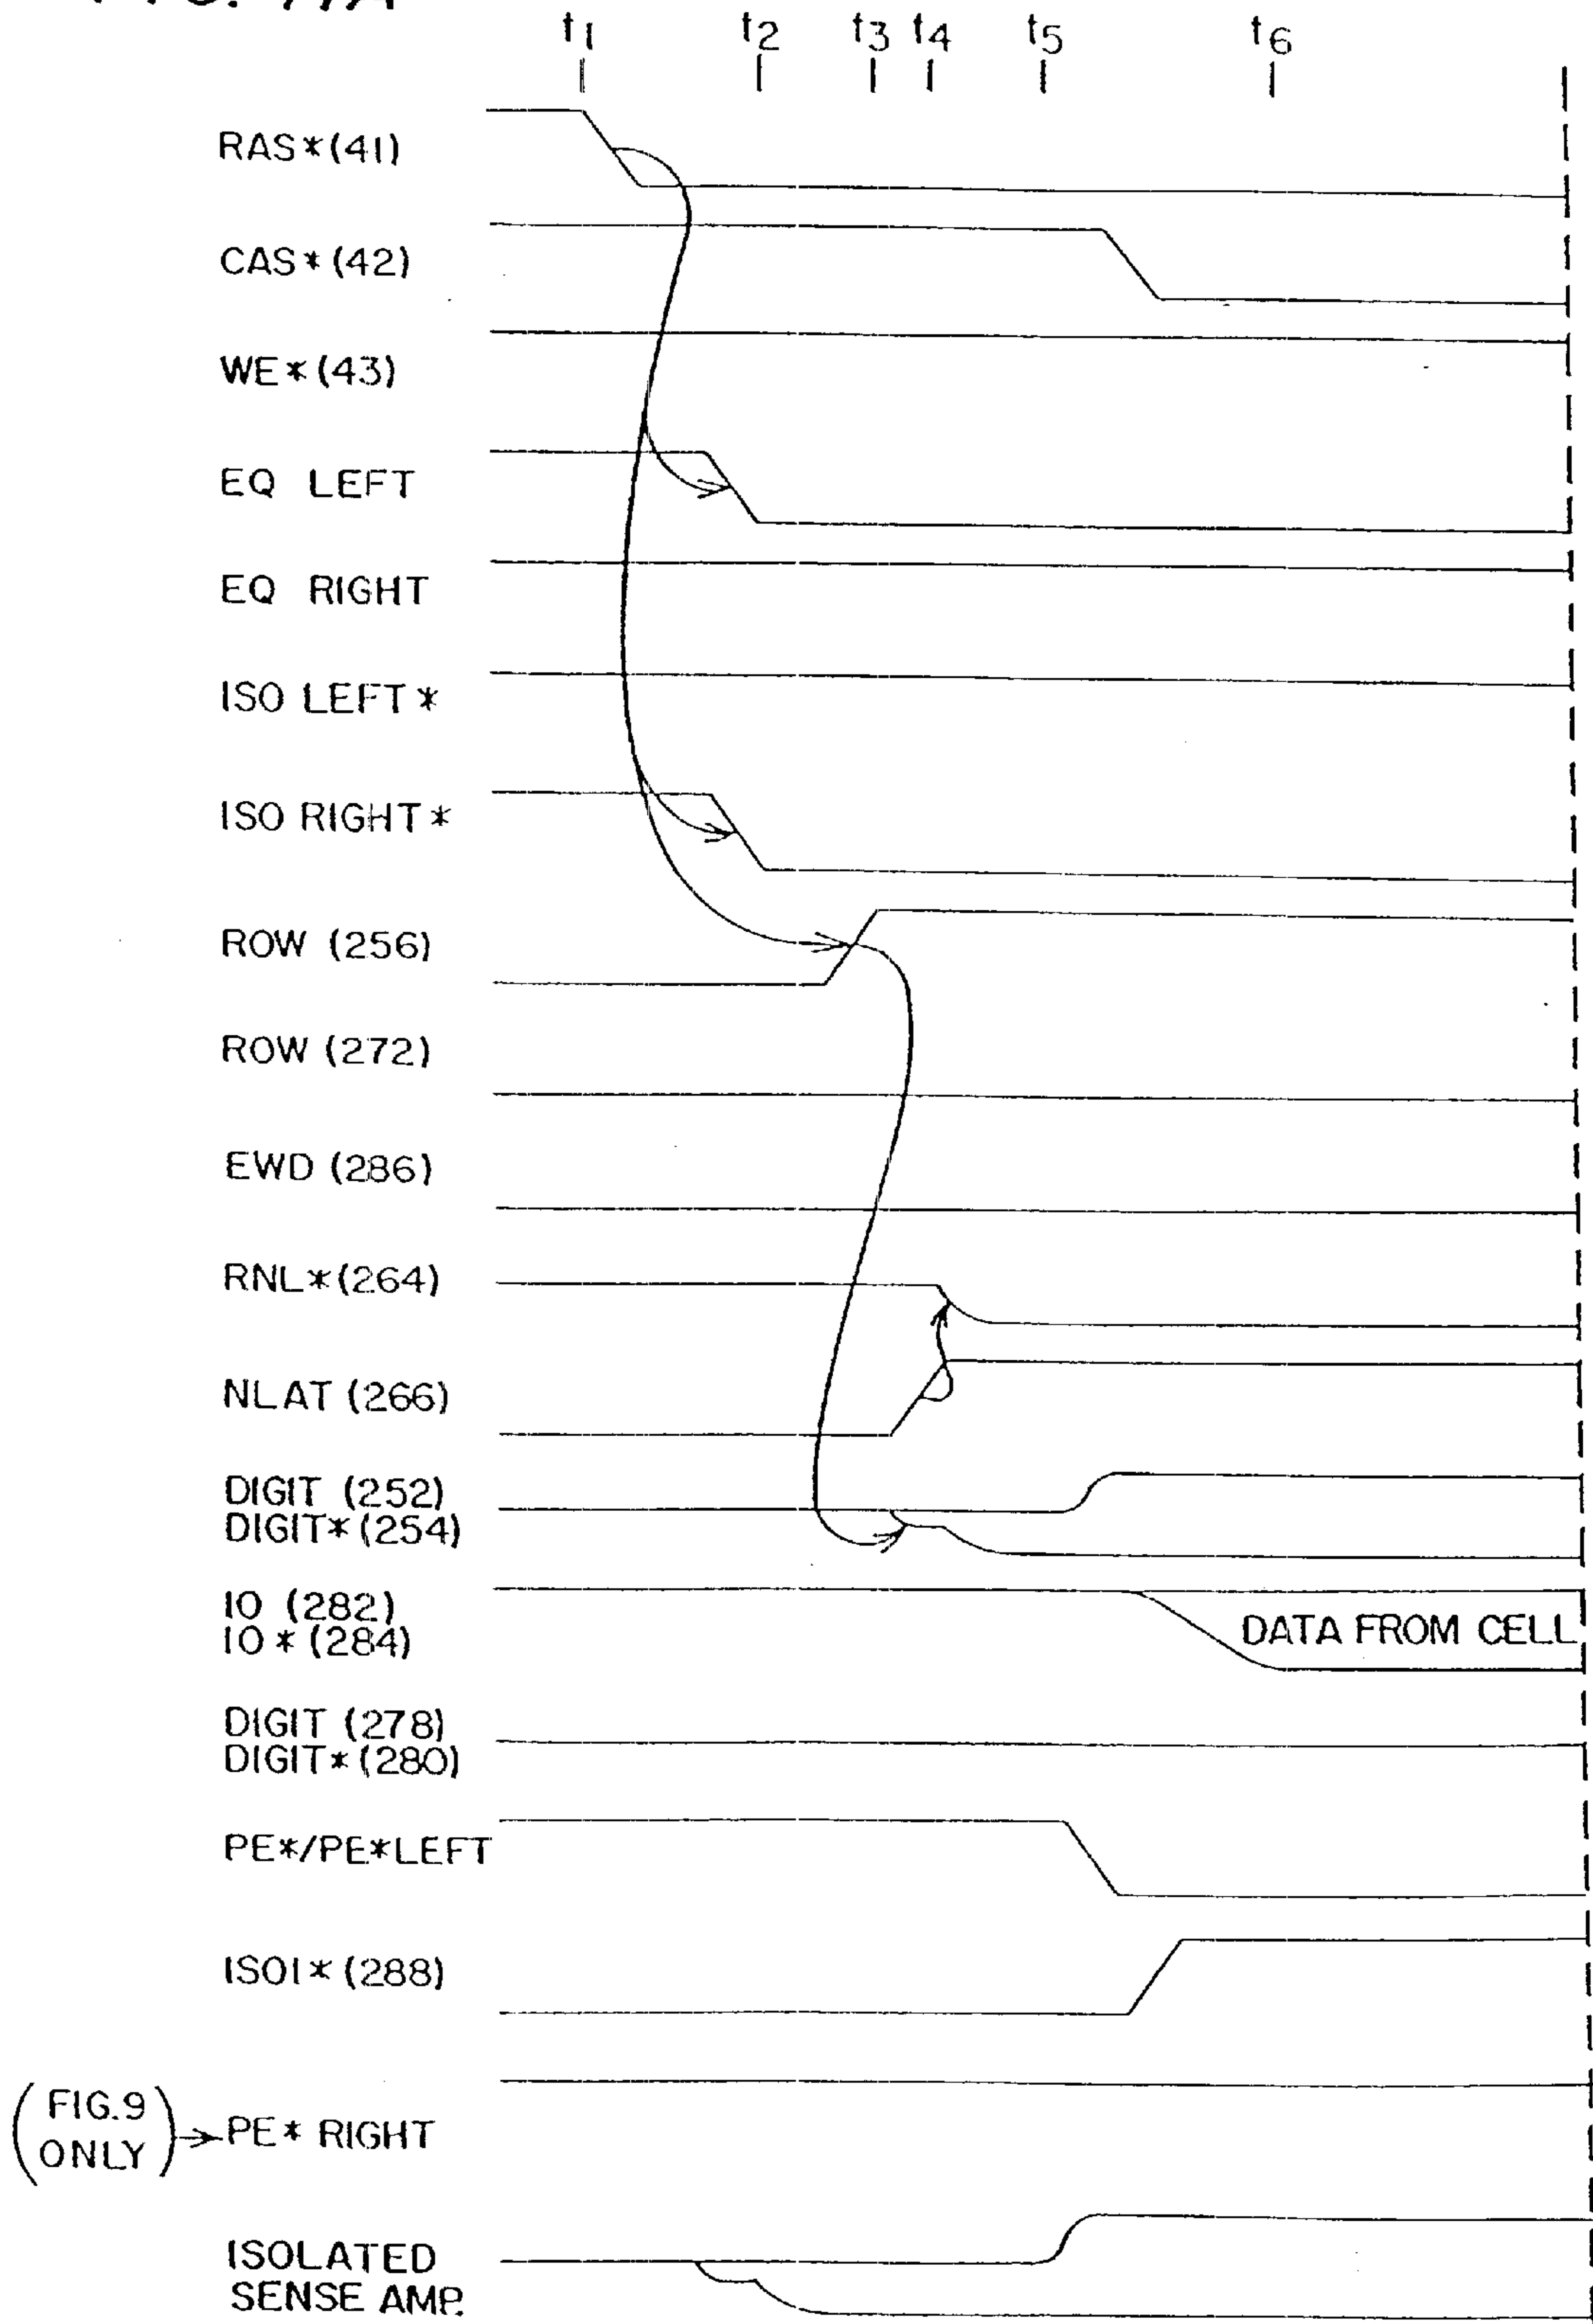 FIG.
t1 t2 t3 t4 t5 t6
RAS*(41)
CAS*(42)
WE*(43)
EQ LEFT
EQ RIGHT
ISO LEFT*
ISO RIGHT*
ROW (256)
ROW (272)
EWD (286)
RNL*(264)
NLAT (266)
DIGIT (252)
DIGIT*(254)
IO (282)
IO*(284)
DATA FROM CELL
DIGIT (278)
DIGIT*(280)
PE*/PE*LEFT
ISOI*(288)
(FIG.9
ONLY)
PE* RIGHT
ISOLATED
SENSE AMP.